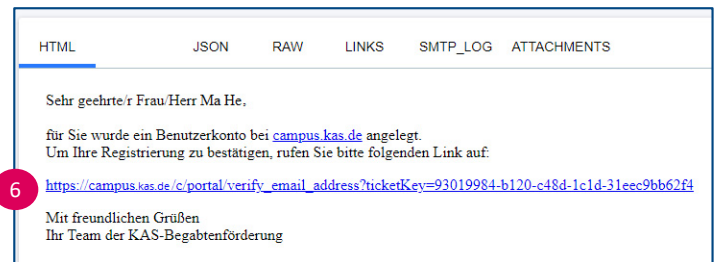 HTML JSON RAW LINKS SMTP_LOG ATTACHMENTS
Sehr geehrte/r Frau/Herr Ma He,
für Sie wurde ein Benutzerkonto bei campus.kas.de angelegt.
Um Ihre Registrierung zu bestätigen, rufen Sie bitte folgenden Link auf:
6 https://campus.kas.de/c/portal/verify_email_address?ticketKey=93019984-b120-c48d-1c1d-31eec9bb62f4
Mit freundlichen Grüßen
Ihr Team der KAS-Begabtenförderung